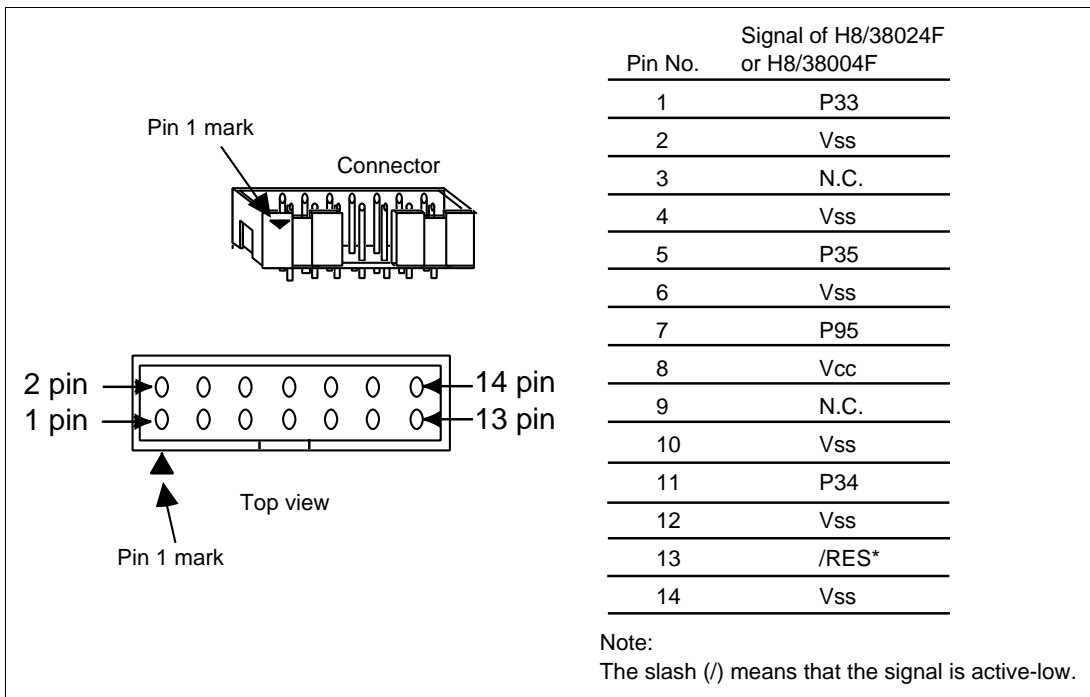 Pin 1 mark
Connector
2 pin
14 pin
1 pin
13 pin
Top view
Pin 1 mark
Signal of H8/38024F
Pin No. or H8/38004F
1 P33
2 Vss
3 N.C.
4 Vss
5 P35
6 Vss
7 P95
8 Vcc
9 N.C.
10 Vss
11 P34
12 Vss
13 /RES*
14 Vss
Note:
The slash (/) means that the signal is active-low.